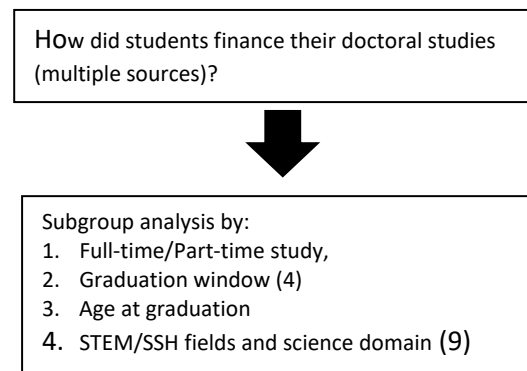 How did students finance their doctoral studies
(multiple sources)?
Subgroup analysis by:
1. Full-time/Part-time study,
2. Graduation window (4)
3. Age at graduation
4. STEM/SSH fields and science domain (9)